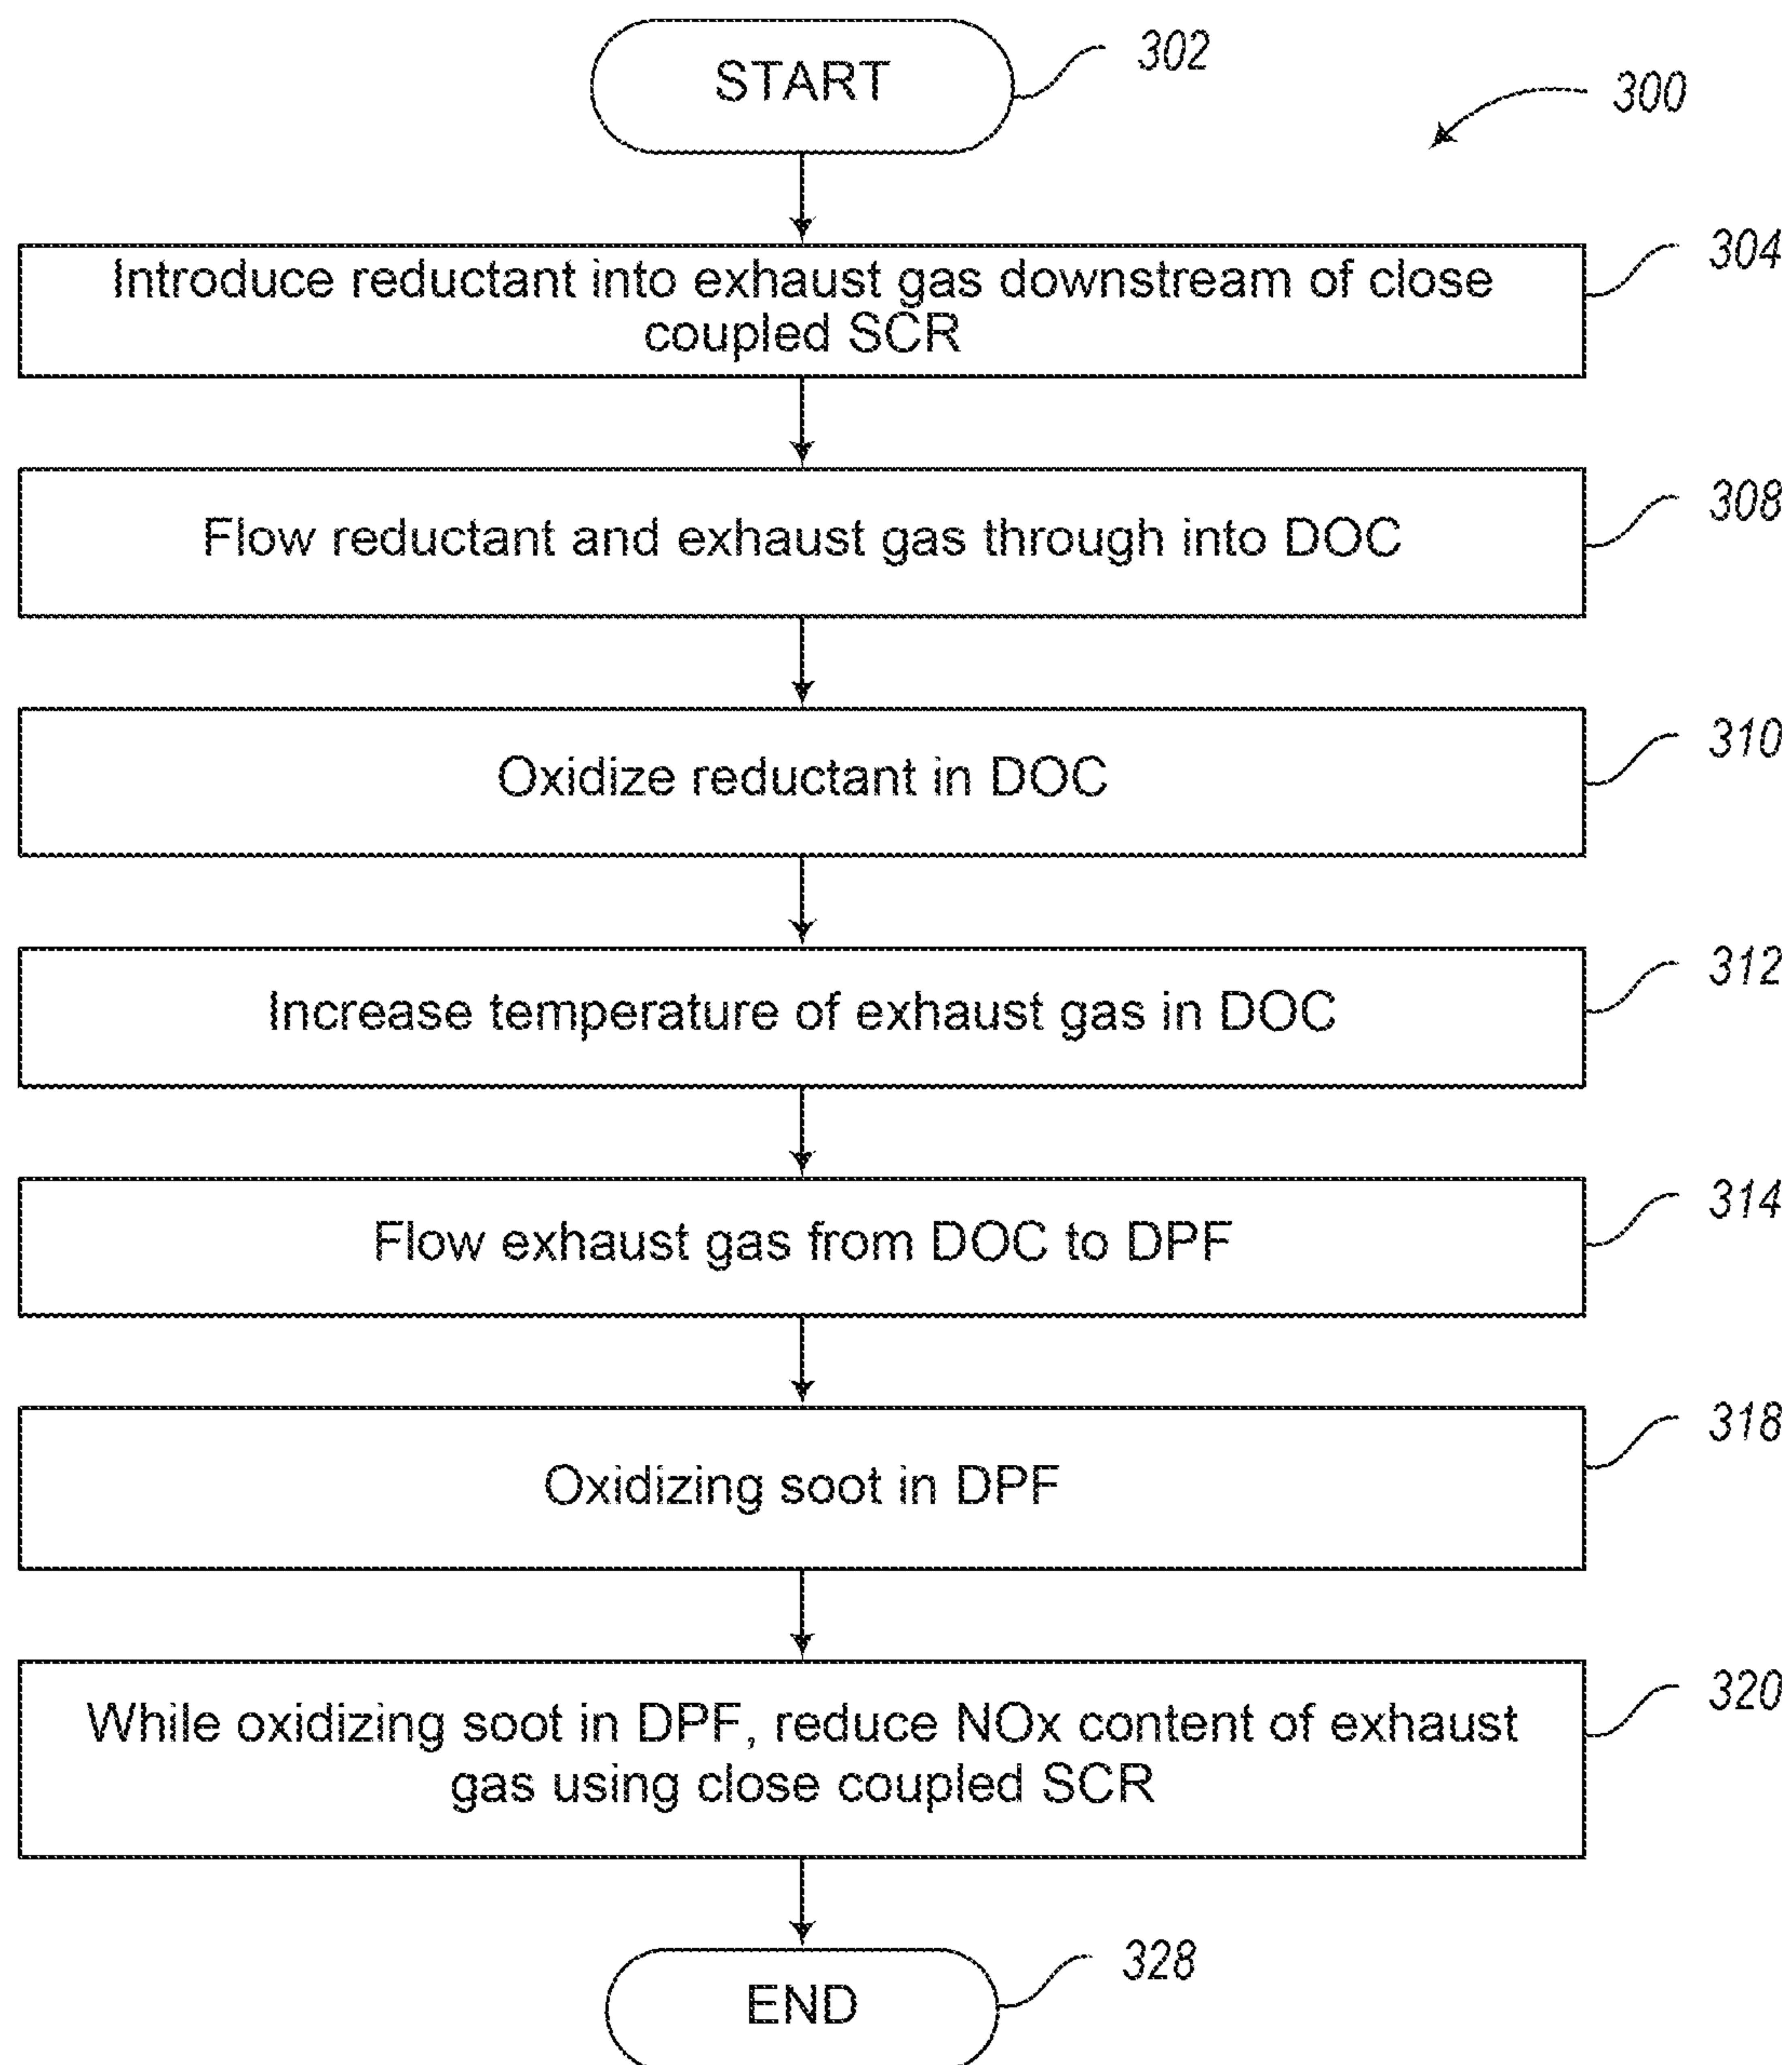 START
302
300
Introduce reductant into exhaust gas downstream of close
coupled SCR
304
Flow reductant and exhaust gas through into DOC
308
Oxidize reductant in DOC
310
Increase temperature of exhaust gas in DOC
312
Flow exhaust gas from DOC to DPF
314
Oxidizing soot in DPF
318
While oxidizing soot in DPF, reduce NOx content of exhaust
gas using close coupled SCR
320
END
328